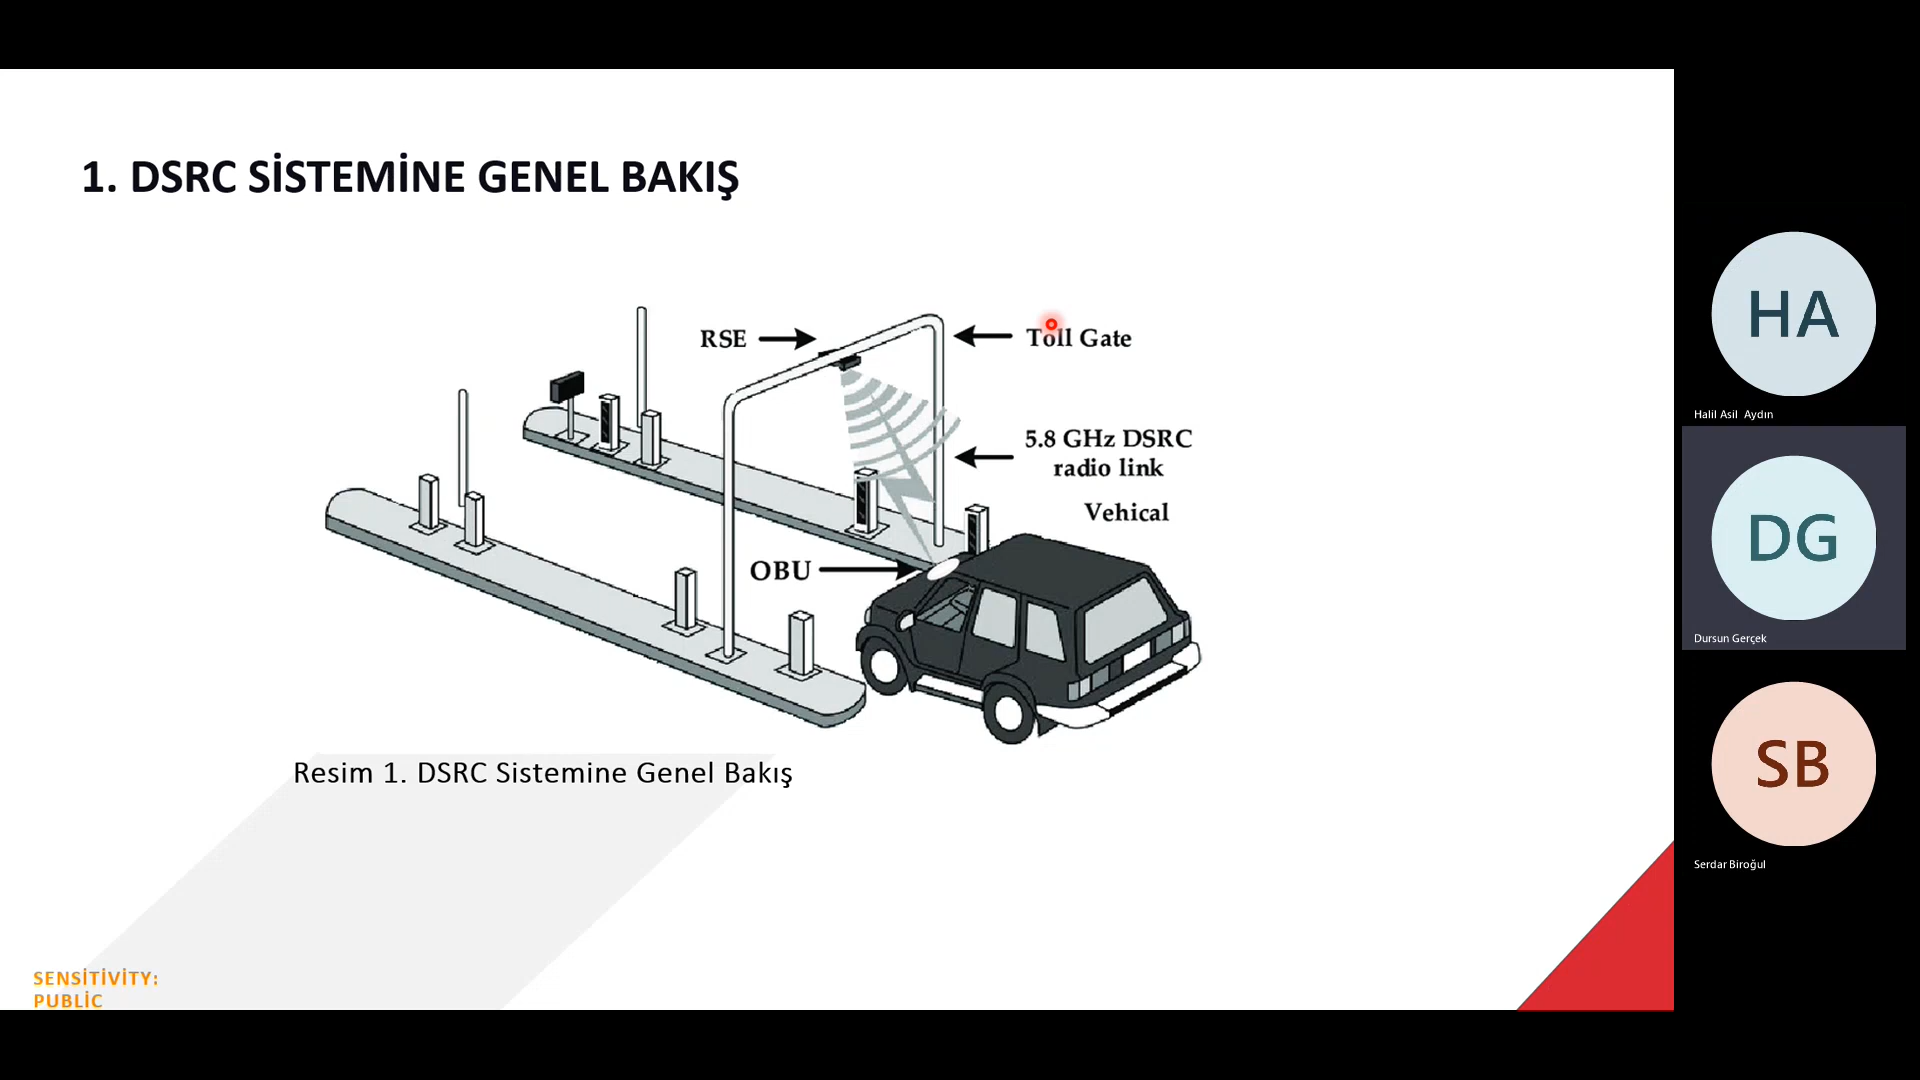 1. DSRC SİSTEMİNE GENEL BAKIŞ
RSE
Toll Gate
5.8 GHz DSRC
radio link
Vehical
OBU
Resim 1. DSRC Sistemine Genel Bakış
SENSİTİVİTY:
PUBLİC
HA
Halil Asil Aydın
DG
Dursun Gerçek
SB
Serdar Biroğul